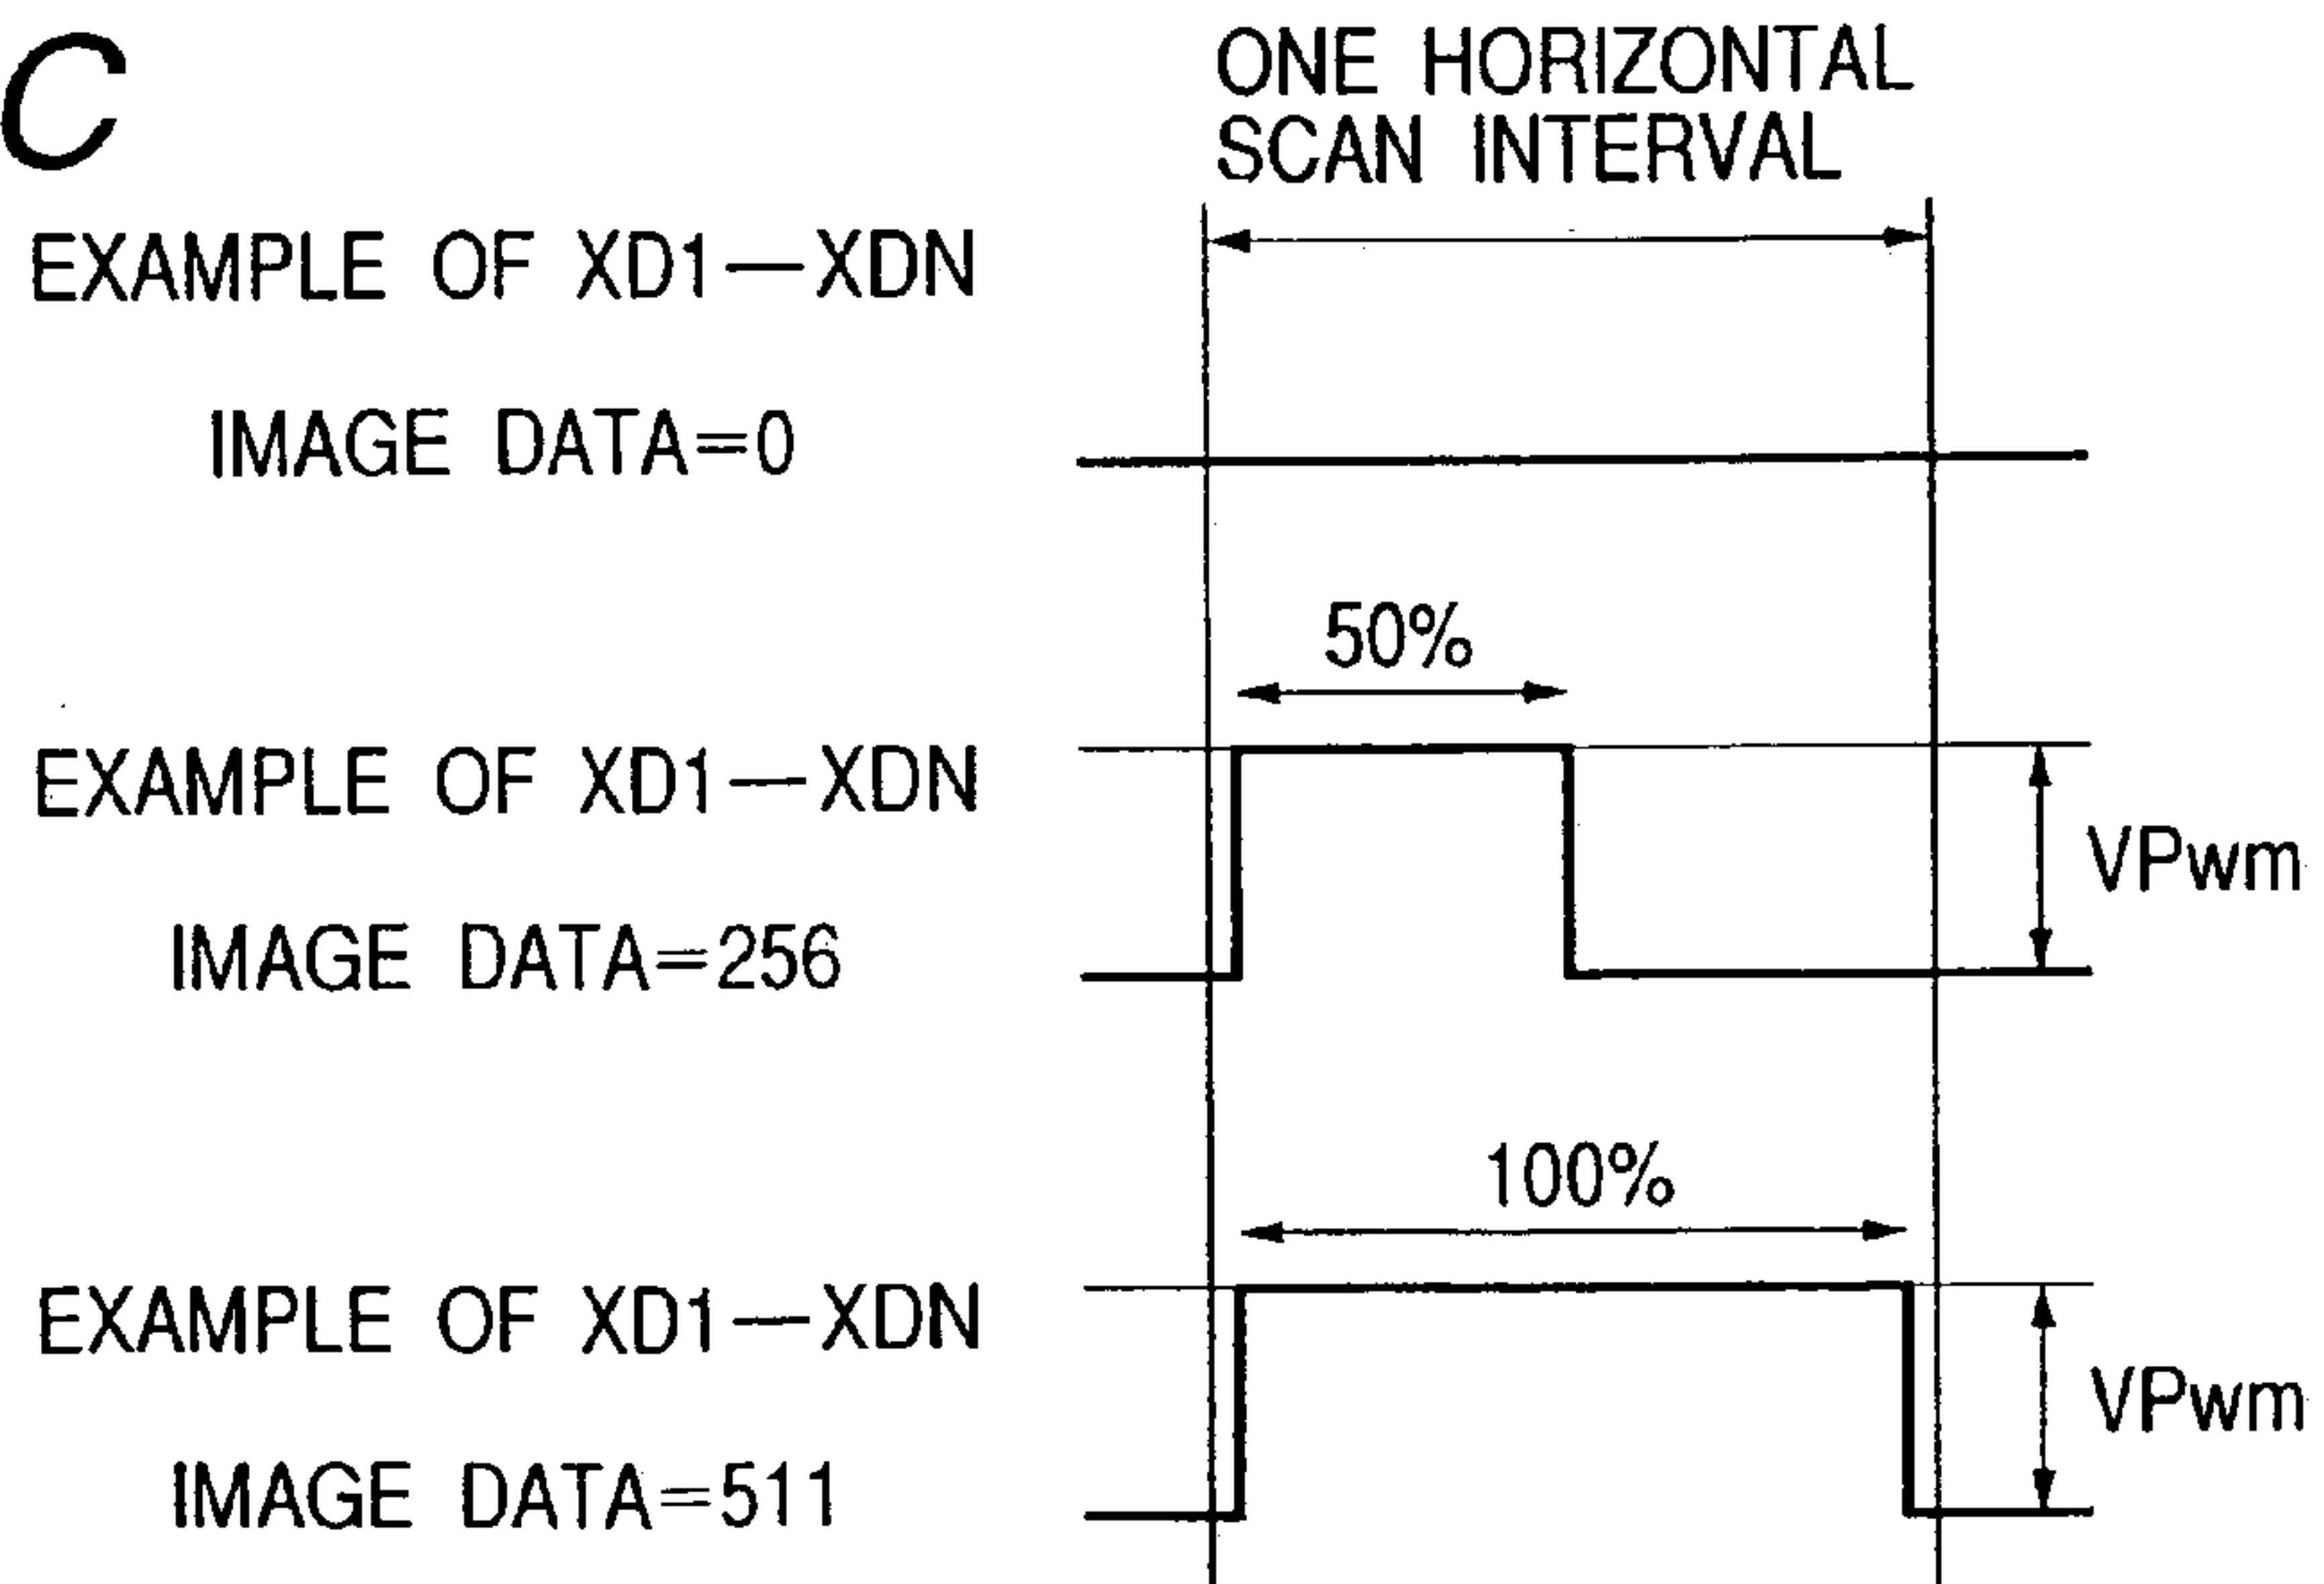 C
ONE HORIZONTAL
SCAN INTERVAL
EXAMPLE OF XD1—XDN
IMAGE DATA=0
50%
EXAMPLE OF XD1—XDN
VPwm
IMAGE DATA=256
100%
EXAMPLE OF XD1—XDN
VPwm
IMAGE DATA=511